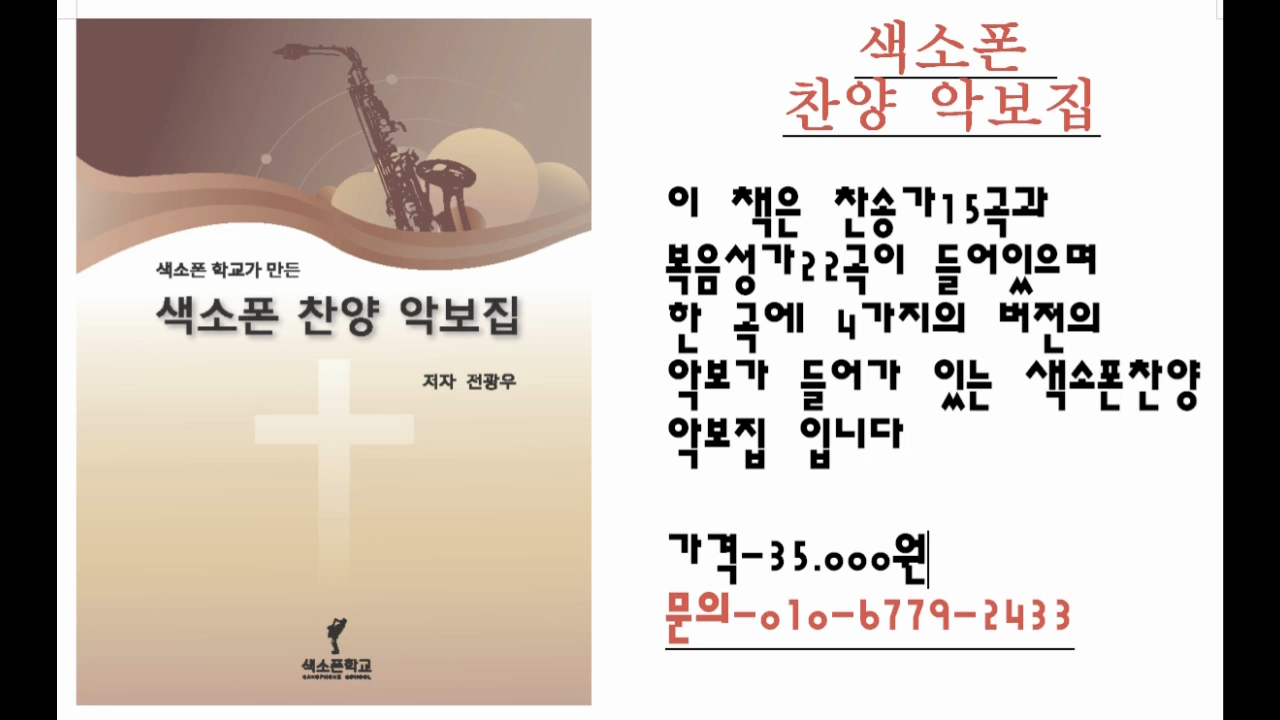 색소폰 학교가 만든
색소폰 찬양 악보집
저자 전광우
색소폰학교
SAXOPHONE SCHOOL
색소폰
찬양 악보집
이 책은 찬송가15곡과
복음성가22곡이 들어있으며
한 곡에 4가지의 버전의
악보가 들어가 있는 색소폰찬양
악보집 입니다
가격-35.000원
문의-010-6779-2433